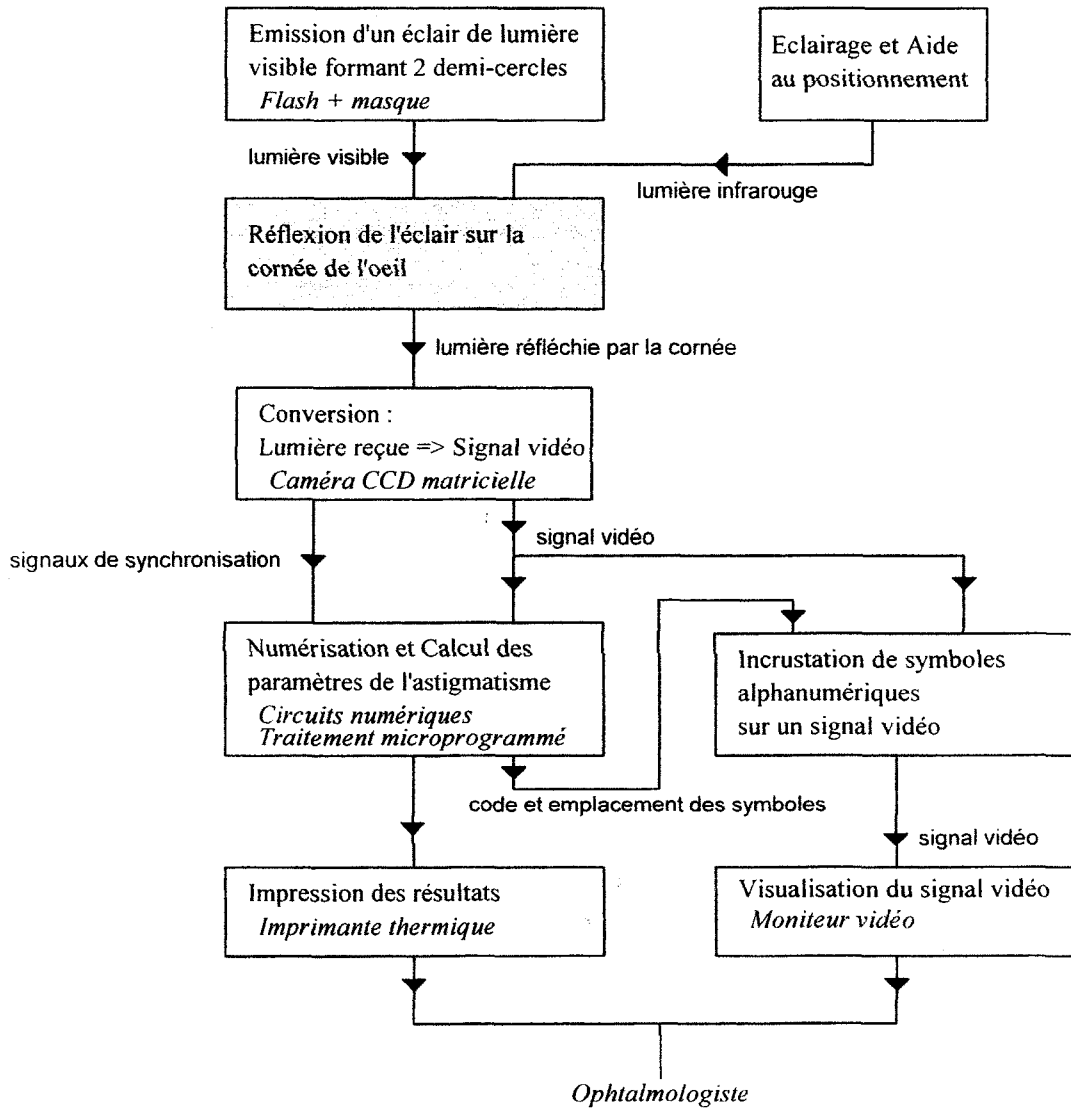 Emission d'un éclair de lumière
visible formant 2 demi-cercles
Flash + masque
Eclairage et Aide
au positionnement
lumière visible
lumière infrarouge
Réflexion de l'éclair sur la
cornée de l'oeil
lumière réfléchie par la cornée
Conversion :
Lumière reçue => Signal vidéo
Caméra CCD matricielle
signal vidéo
signaux de synchronisation
Numérisation et Calcul des
paramètres de l'astigmatisme
Circuits numériques
Traitement microprogrammé
Incrustation de symboles
alphanumériques
sur un signal vidéo
code et emplacement des symboles
signal vidéo
Impression des résultats
Imprimante thermique
Visualisation du signal vidéo
Moniteur vidéo
Ophtalmologiste